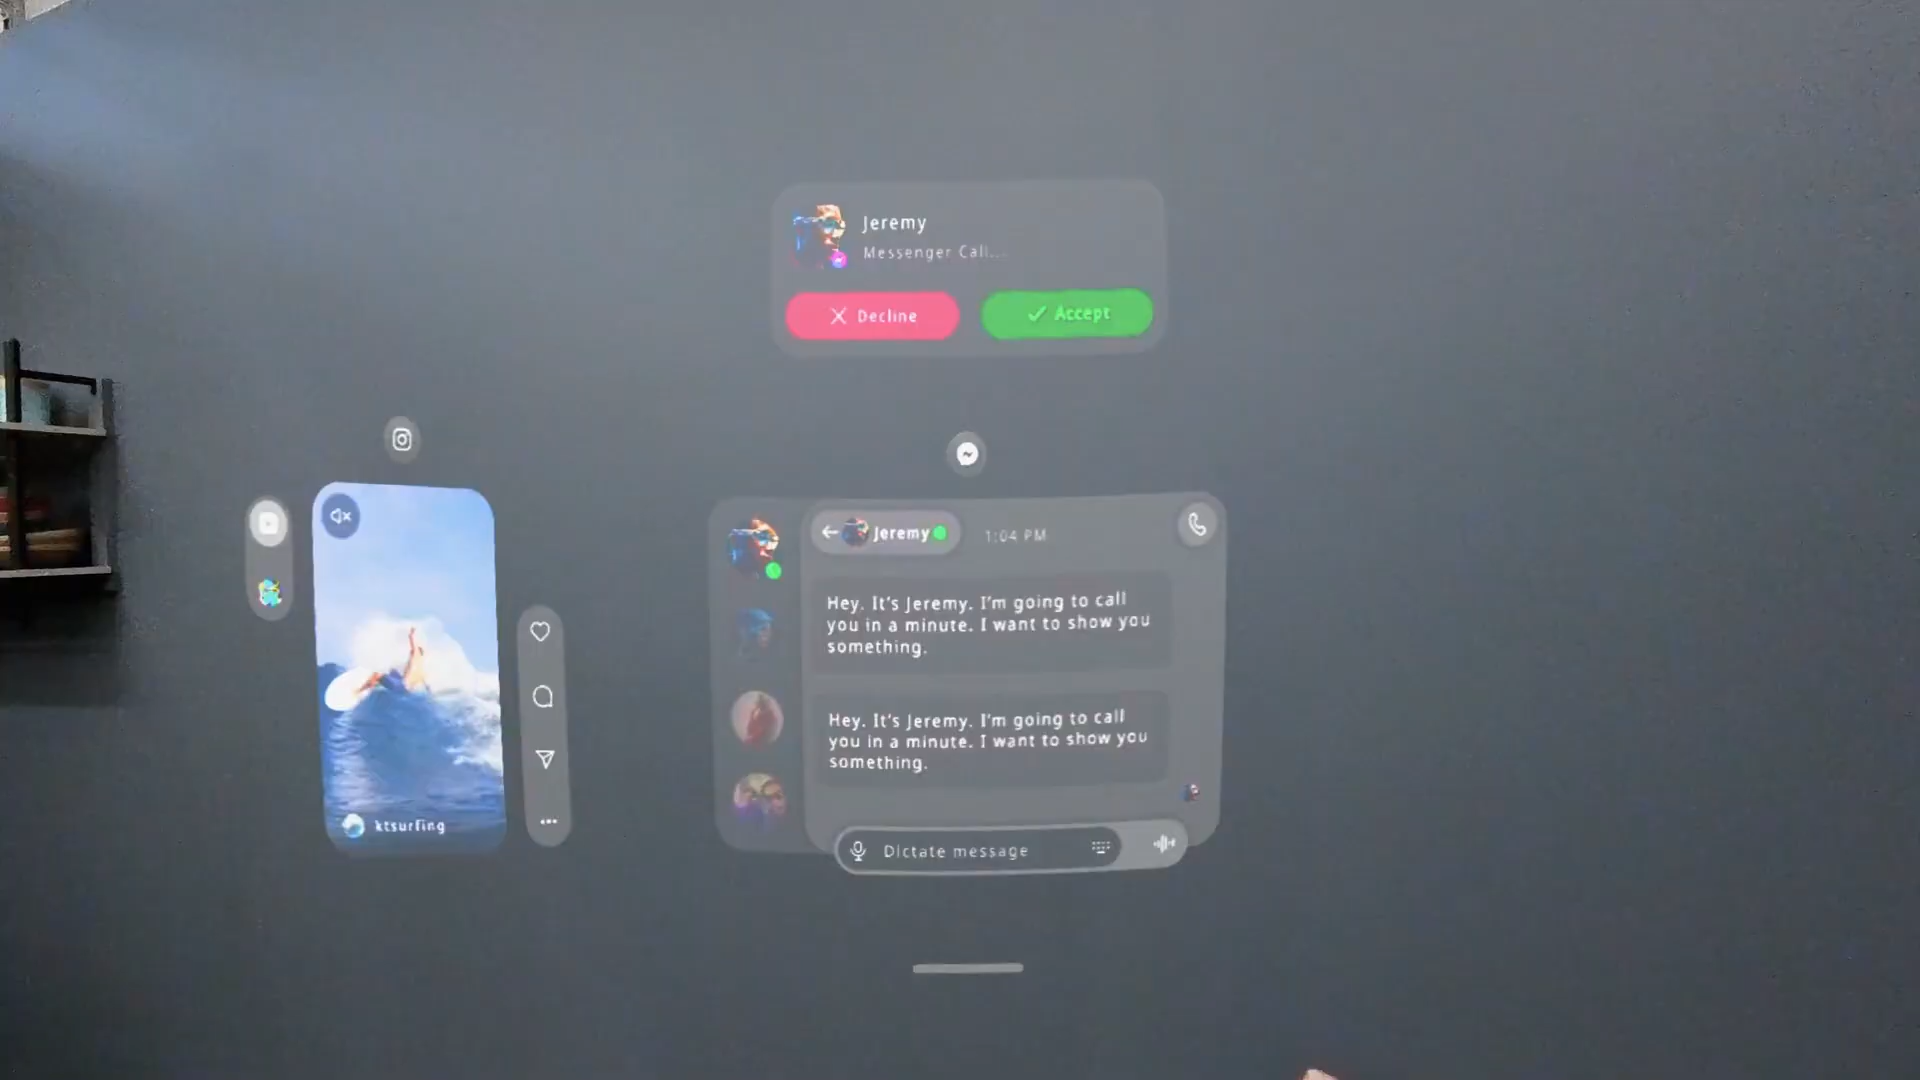 Jeremy
Messenger Call...
Decline
Accept
Jeremy
1:04 PM
Hey. It's Jeremy. I'm going to call
you in a minute. I want to show you
something.
Hey. It's Jeremy. I'm going to call
you in a minute. I want to show you
something.
Dictate message
ktsurfing